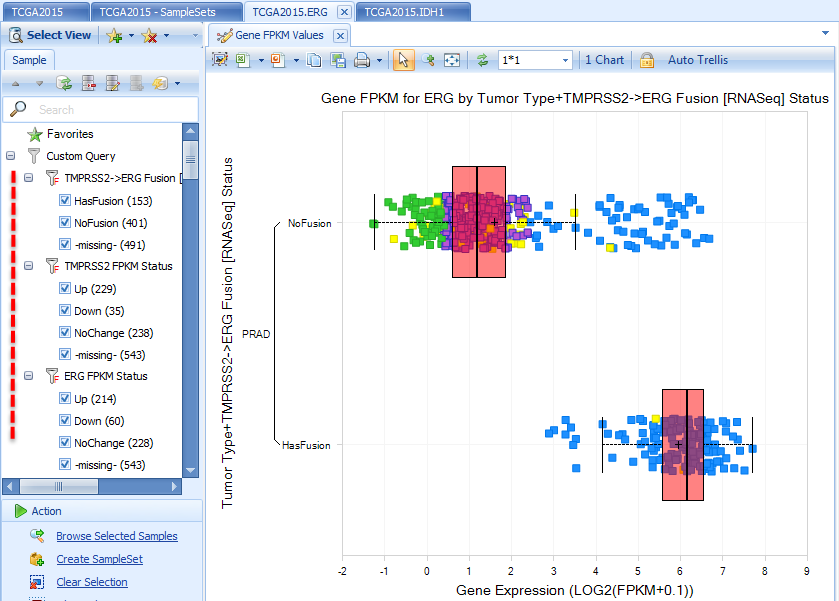 TCGA2015
TCGA2015 - SampleSets
TCGA2015.ERG
TCGA2015.IDH1
Select View
Gene FPKM Values
Sample
1*1
1 Chart
Auto Trellis
Search
Favorites
Custom Query
TMPRSS2->ERG Fusion [
HasFusion (153)
NoFusion (401)
-missing- (491)
TMPRSS2 FPKM Status
Up (229)
Down (35)
NoChange (238)
-missing- (543)
ERG FPKM Status
Up (214)
Down (60)
NoChange (228)
-missing- (543)
Action
Browse Selected Samples
Create SampleSet
Clear Selection
Gene FPKM for ERG by Tumor Type+TMPRSS2->ERG Fusion [RNASeq] Status
Tumor Type+TMPRSS2->ERG Fusion [RNASeq] Status
NoFusion
PRAD
HasFusion
-2 -1 0 1 2 3 4 5 6 7 8 9
Gene Expression (LOG2(FPKM+0.1))